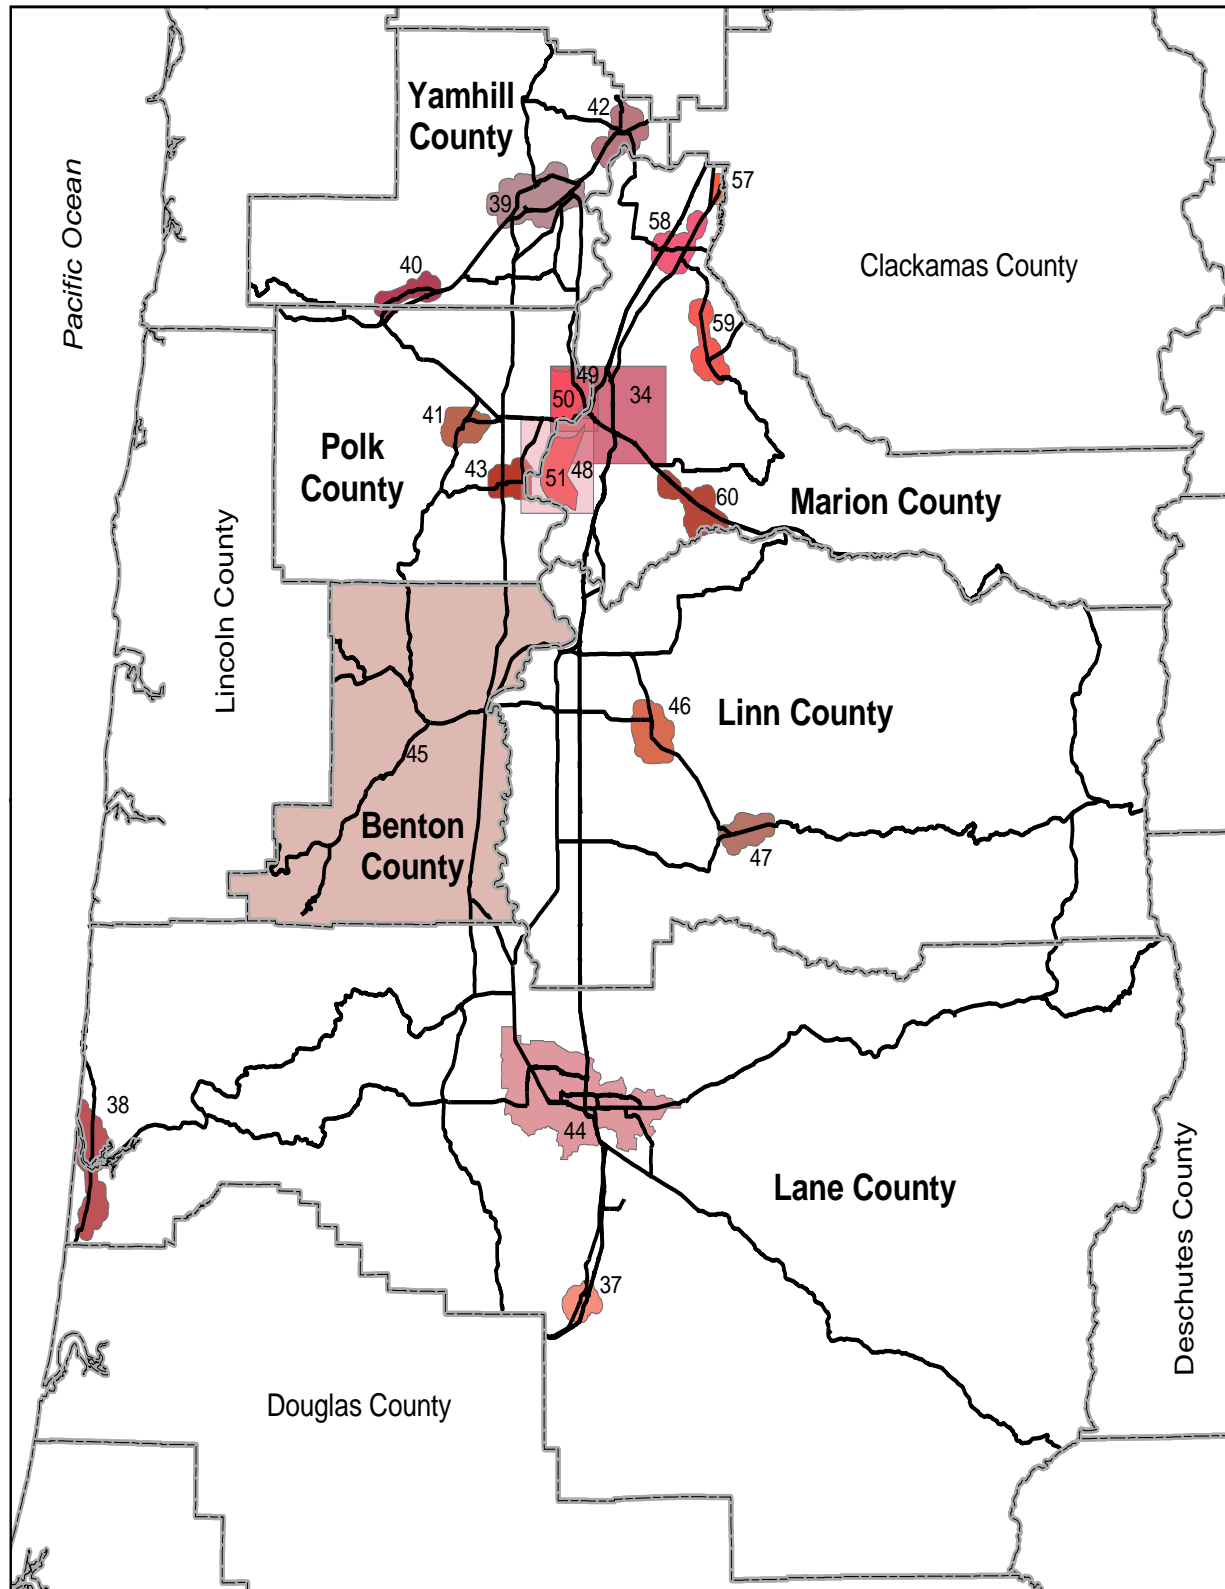 Yamhill
County
42
57
39
58
Pacific Ocean
40
Clackamas County
59
49
50
34
41
Polk
County
43
51
48
60
Marion County
Lincoln County
46
Linn County
45
Benton
County
47
38
44
Lane County
Deschutes County
37
Douglas County